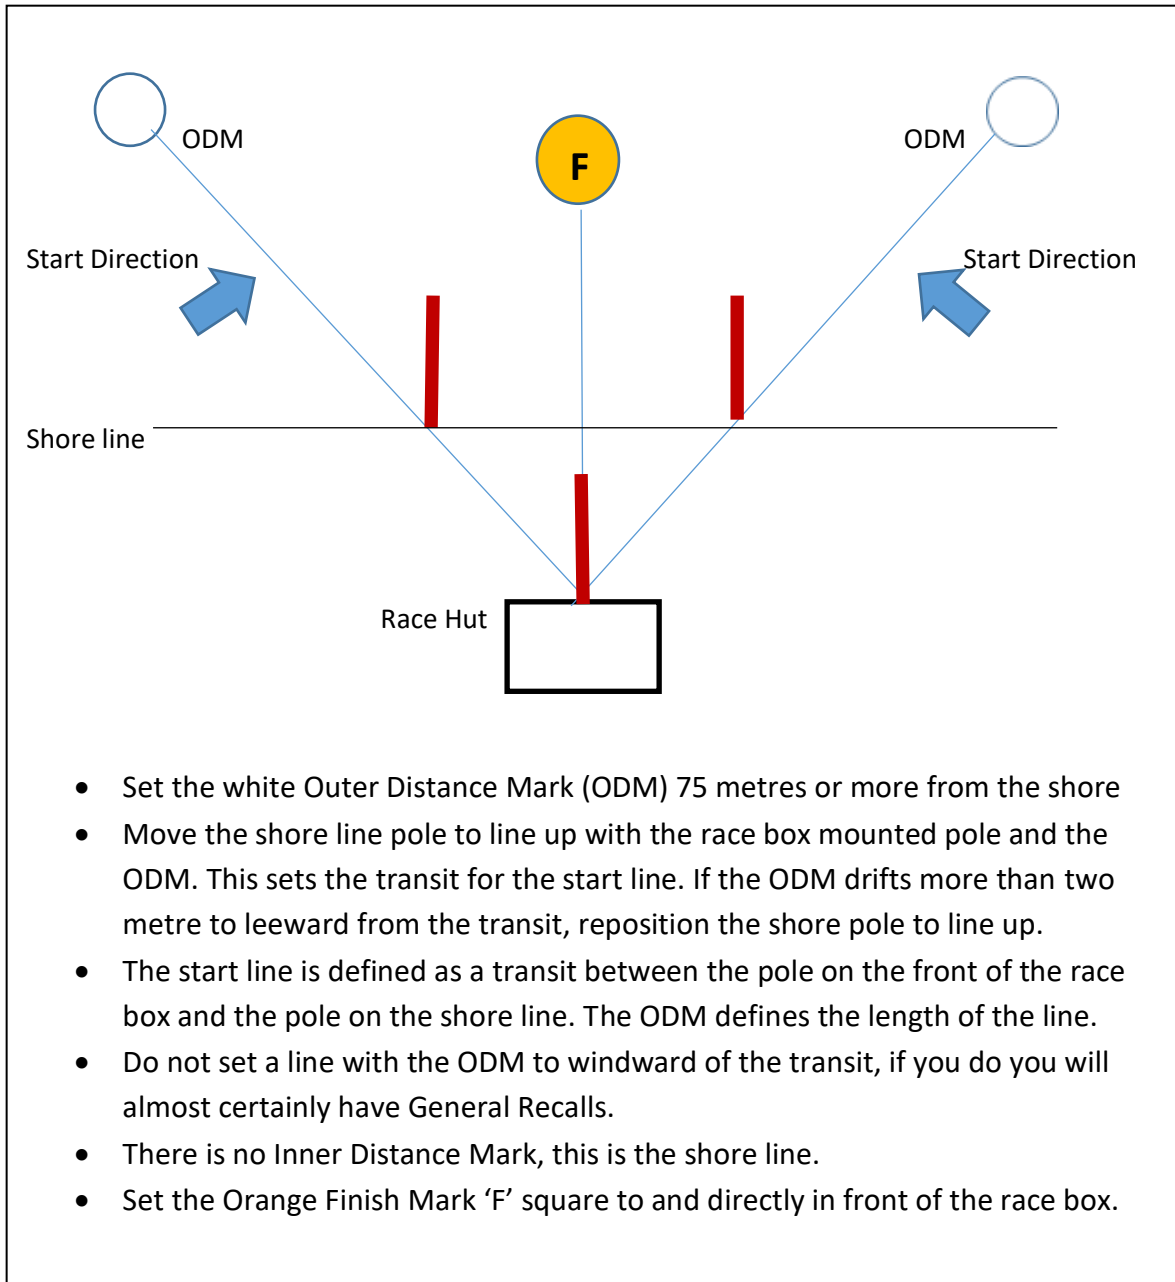 ODM
ODM
F
Start Direction
Start Direction
Shore line
Race Hut
• Set the white Outer Distance Mark (ODM) 75 metres or more from the shore
• Move the shore line pole to line up with the race box mounted pole and the
ODM. This sets the transit for the start line. If the ODM drifts more than two
metre to leeward from the transit, reposition the shore pole to line up.
• The start line is defined as a transit between the pole on the front of the race
box and the pole on the shore line. The ODM defines the length of the line.
• Do not set a line with the ODM to windward of the transit, if you do you will
almost certainly have General Recalls.
• There is no Inner Distance Mark, this is the shore line.
• Set the Orange Finish Mark ‘F’ square to and directly in front of the race box.